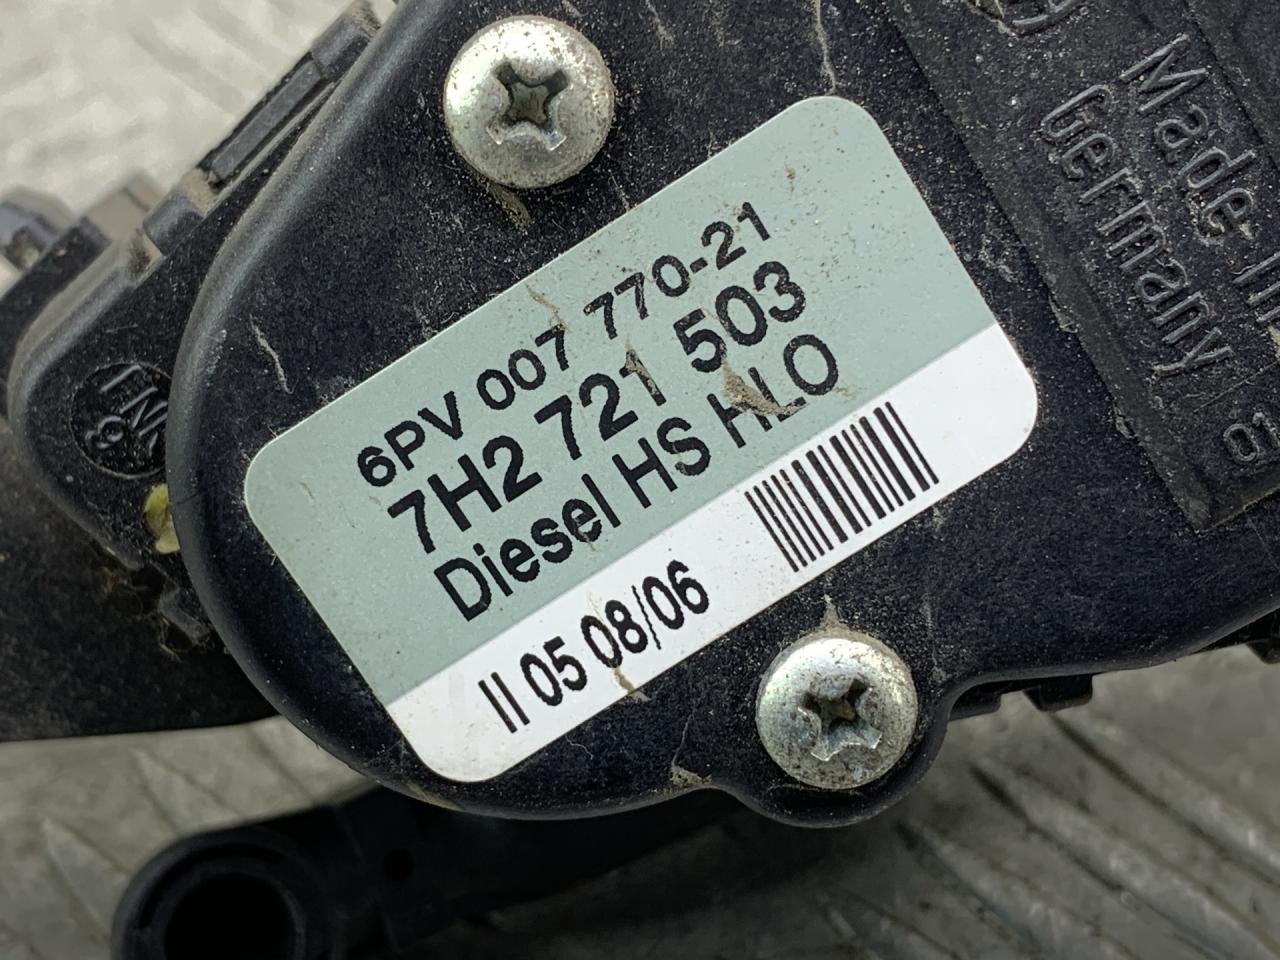 6PV 007 770-21
7H2 721 503
Diesel HS HLO
II 05 08/06
Made-In
Germany